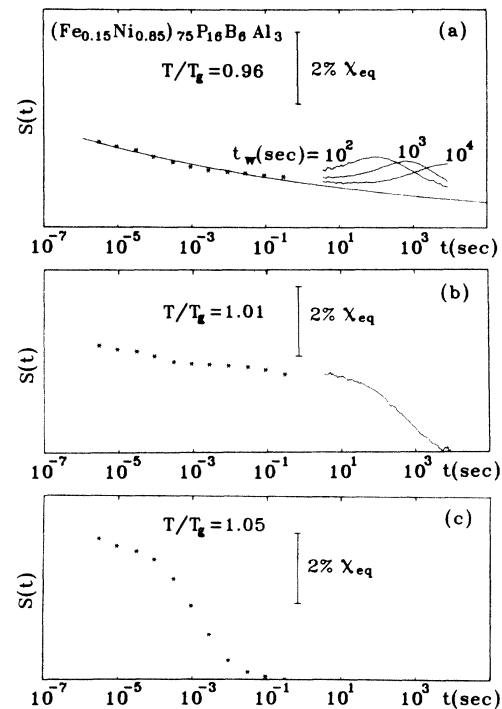 (Fe0.15Ni0.85)75P16B6Al3
(a)
T/Tg=0.96
2% χeq
S(t)
tw(sec)=10² 10³ 10⁴
10⁻⁷ 10⁻⁵ 10⁻³ 10⁻¹ 10¹ 10³ t(sec)
(b)
T/Tg=1.01
2% χeq
S(t)
10⁻⁷ 10⁻⁵ 10⁻³ 10⁻¹ 10¹ 10³ t(sec)
(c)
T/Tg=1.05
2% χeq
S(t)
10⁻⁷ 10⁻⁵ 10⁻³ 10⁻¹ 10¹ 10³ t(sec)